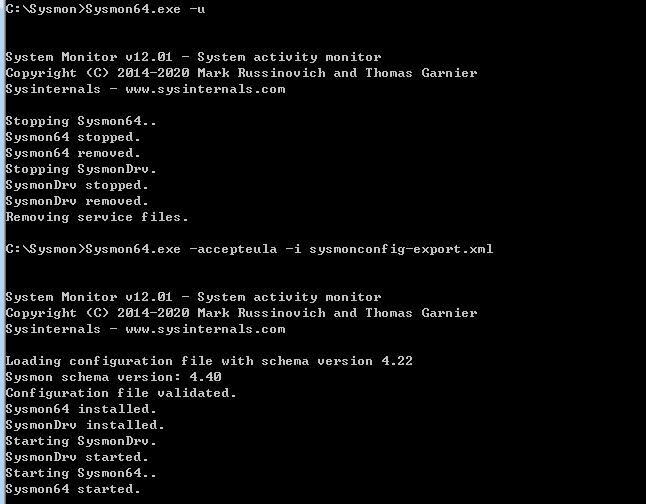 C:\Sysmon>Sysmon64.exe -u
System Monitor v12.01 - System activity monitor
Copyright (C) 2014-2020 Mark Russinovich and Thomas Garnier
Sysinternals - www.sysinternals.com
Stopping Sysmon64..
Sysmon64 stopped.
Sysmon64 removed.
Stopping SysmonDrv.
SysmonDrv stopped.
SysmonDrv removed.
Removing service files.
C:\Sysmon>Sysmon64.exe -accepteula -i sysmonconfig-export.xml
System Monitor v12.01 - System activity monitor
Copyright (C) 2014-2020 Mark Russinovich and Thomas Garnier
Sysinternals - www.sysinternals.com
Loading configuration file with schema version 4.22
Sysmon schema version: 4.40
Configuration file validated.
Sysmon64 installed.
SysmonDrv installed.
Starting SysmonDrv.
SysmonDrv started.
Starting Sysmon64..
Sysmon64 started.